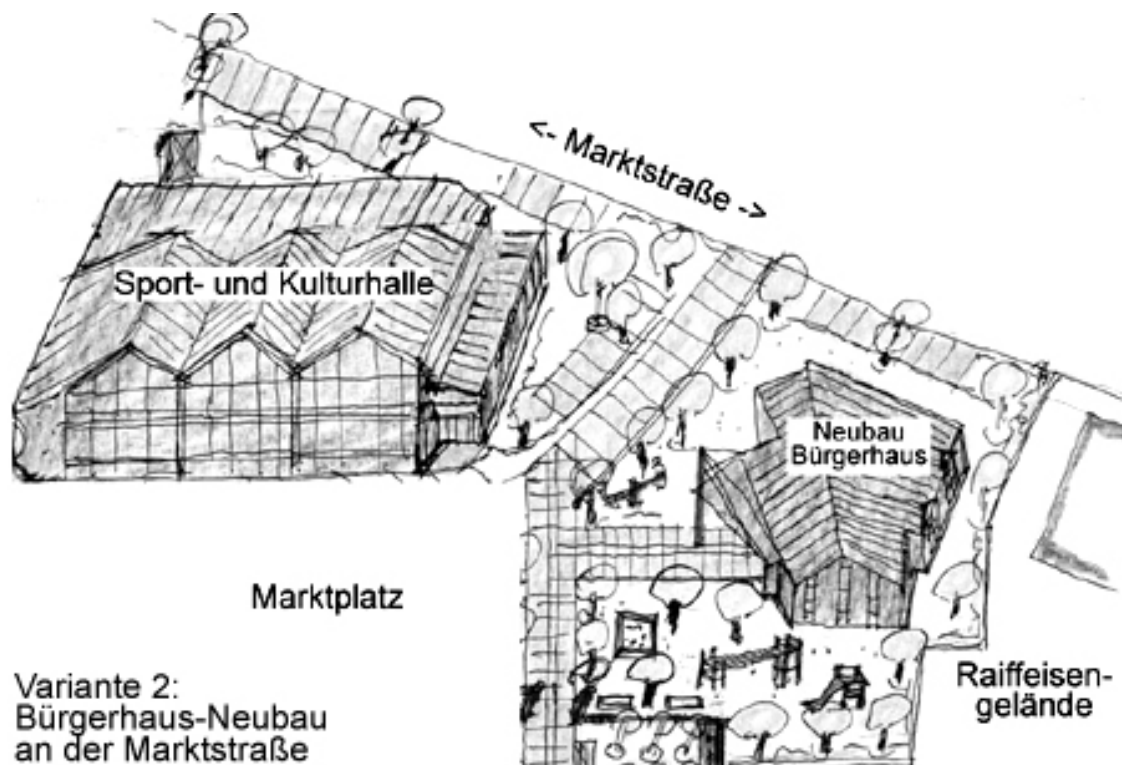 <- Marktstraße ->
Sport- und Kulturhalle
Neubau
Bürgerhaus
Marktplatz
Raiffeisen-
gelände
Variante 2:
Bürgerhaus-Neubau
an der Marktstraße